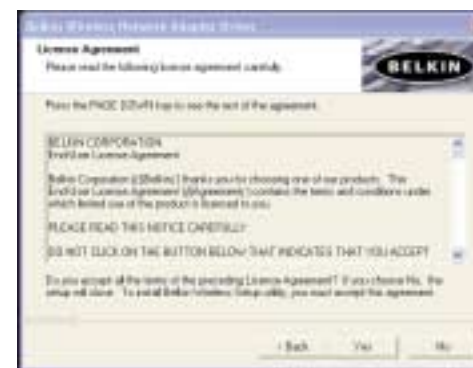 Belkin Wireless Network Adapter Driver
License Agreement
Please read the following license agreement carefully.
BELKIN
Press the PAGE DOWN key to see the rest of the agreement.
BELKIN CORPORATION
End-User License Agreement
Belkin Corporation thanks you for choosing one of our products. This
End-User License Agreement contains the terms and conditions under
which limited use of the product is licensed to you.
PLEASE READ THIS NOTICE CAREFULLY
DO NOT CLICK ON THE BUTTON BELOW THAT INDICATES THAT YOU ACCEPT
Do you accept all the terms of the preceding License Agreement? If you choose No, the
setup will close. To install Belkin Wireless Setup utility, you must accept this agreement.
< Back
Yes
No